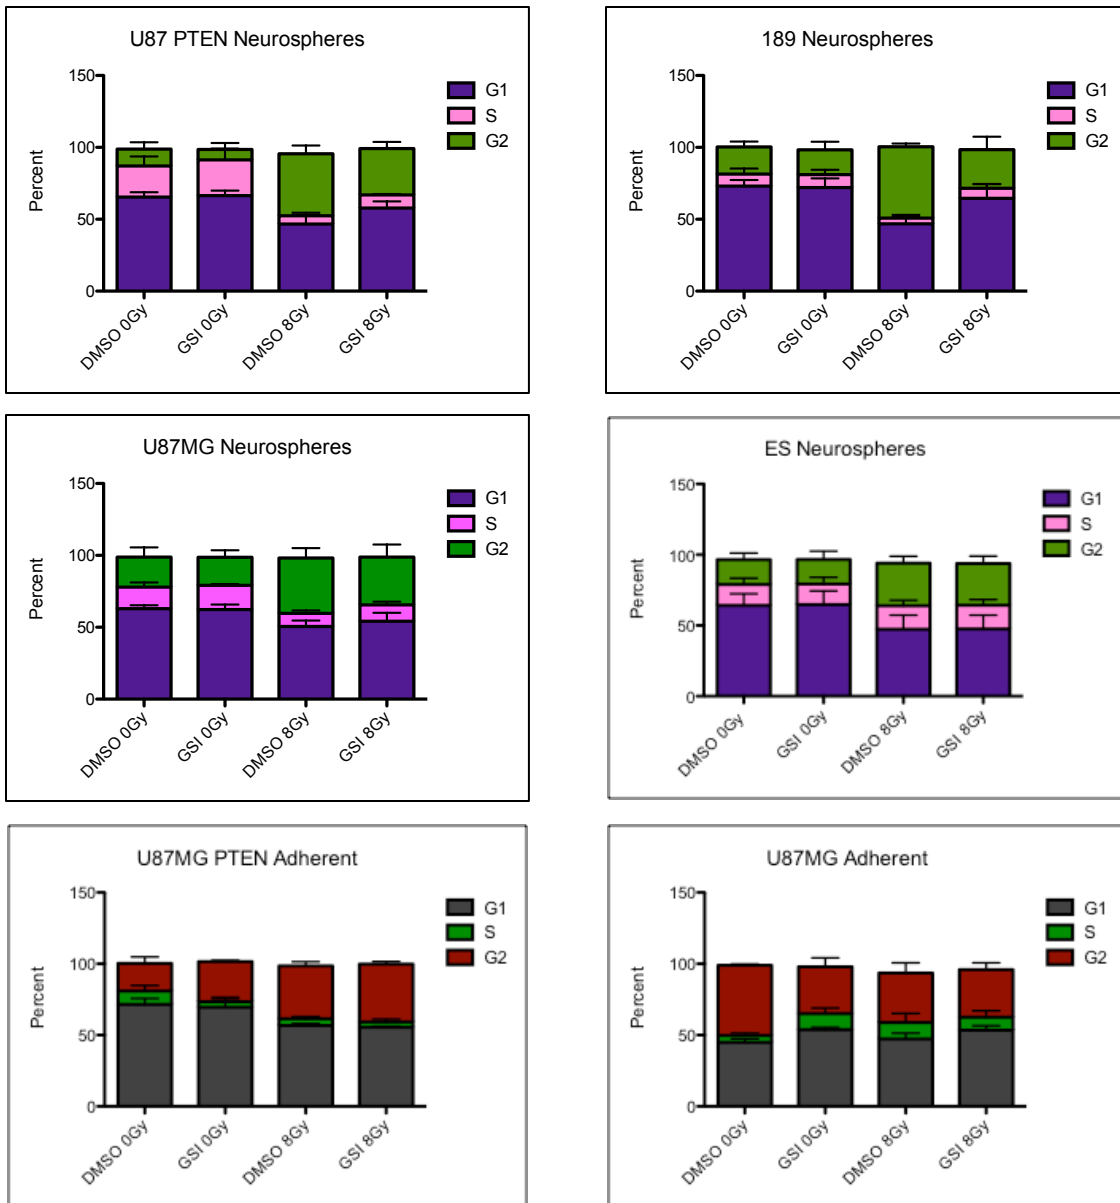 U87 PTEN Neurospheres
150
100
50
0
Percent
G1
S
G2
DMSO 0Gy
GSI 0Gy
DMSO 8Gy
GSI 8Gy
189 Neurospheres
150
100
50
0
Percent
G1
S
G2
DMSO 0Gy
GSI 0Gy
DMSO 8Gy
GSI 8Gy
U87MG Neurospheres
150
100
50
0
Percent
G1
S
G2
DMSO 0Gy
GSI 0Gy
DMSO 8Gy
GSI 8Gy
ES Neurospheres
150
100
50
0
Percent
G1
S
G2
DMSO 0Gy
GSI 0Gy
DMSO 8Gy
GSI 8Gy
U87MG PTEN Adherent
150
100
50
0
Percent
G1
S
G2
DMSO 0Gy
GSI 0Gy
DMSO 8Gy
GSI 8Gy
U87MG Adherent
150
100
50
0
Percent
G1
S
G2
DMSO 0Gy
GSI 0Gy
DMSO 8Gy
GSI 8Gy